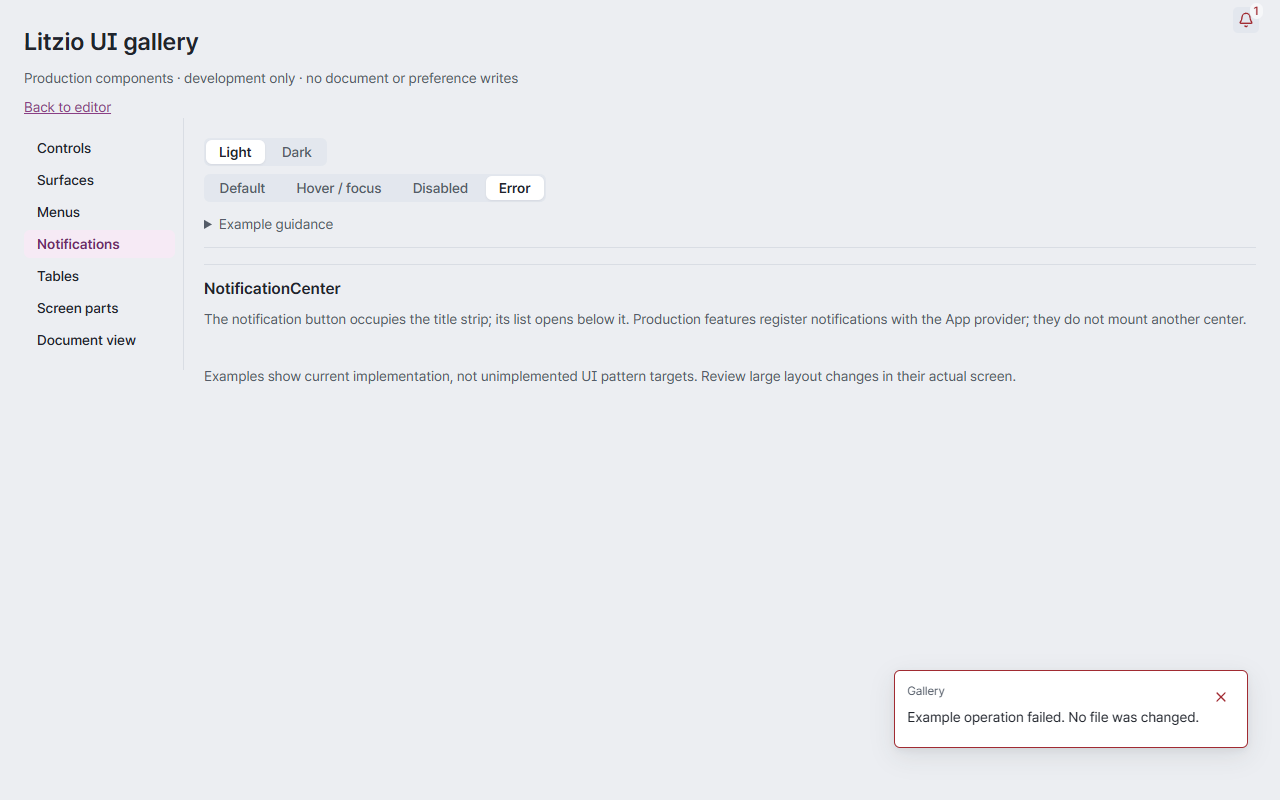 1
Litzio UI gallery
Production components · development only · no document or preference writes
Back to editor
Controls
Surfaces
Menus
Notifications
Tables
Screen parts
Document view
Light Dark
Default Hover / focus Disabled Error
Example guidance
NotificationCenter
The notification button occupies the title strip; its list opens below it. Production features register notifications with the App provider; they do not mount another center.
Examples show current implementation, not unimplemented UI pattern targets. Review large layout changes in their actual screen.
Gallery
Example operation failed. No file was changed.